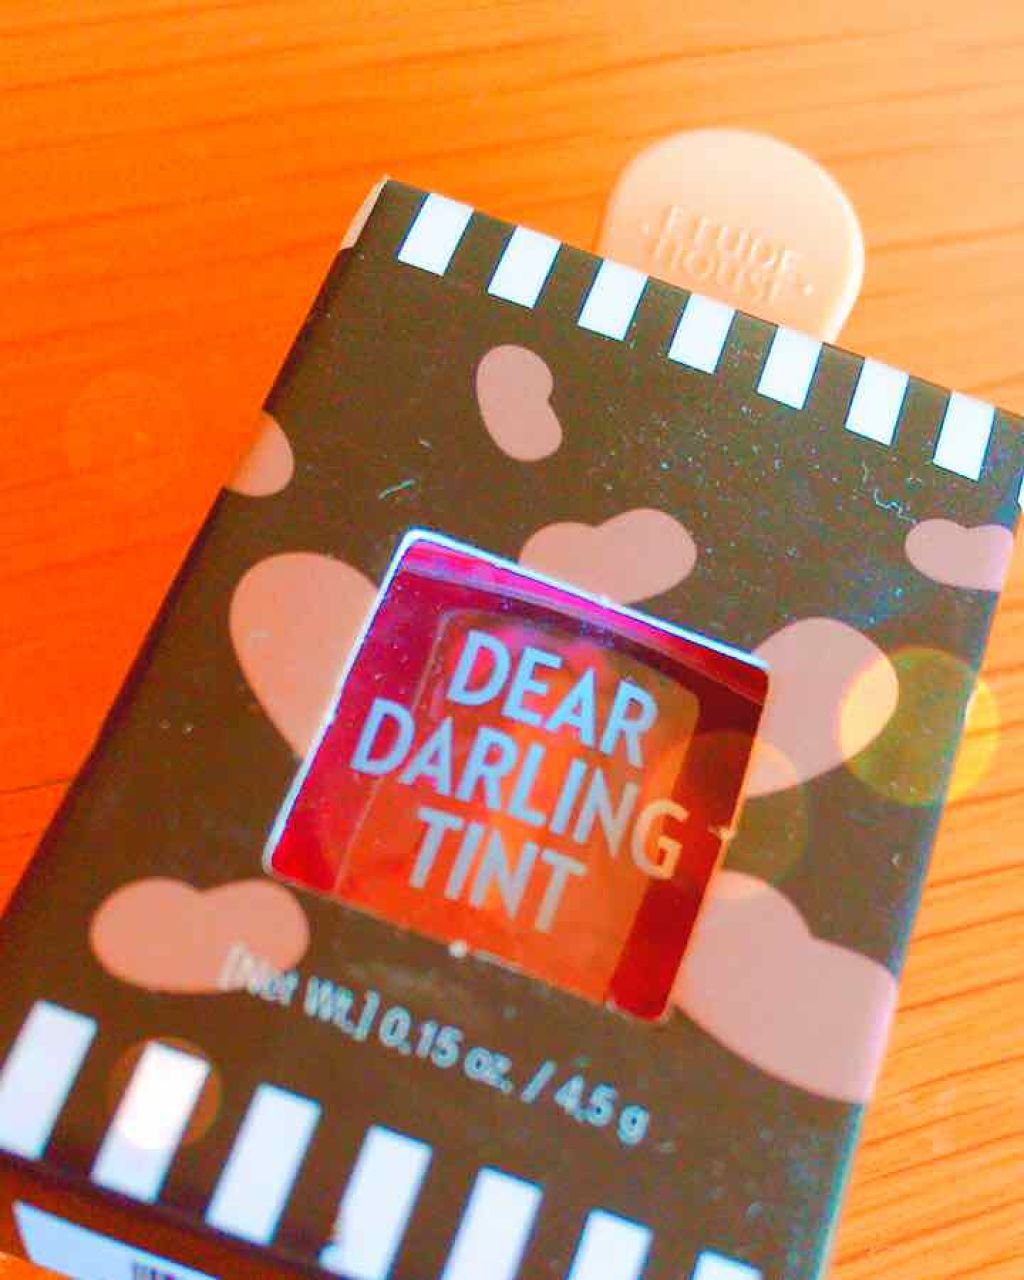 ETUDE
HOUSE
DEAR
DARLING
TINT
[Net Wt.] 0.15 oz. / 4.5 g